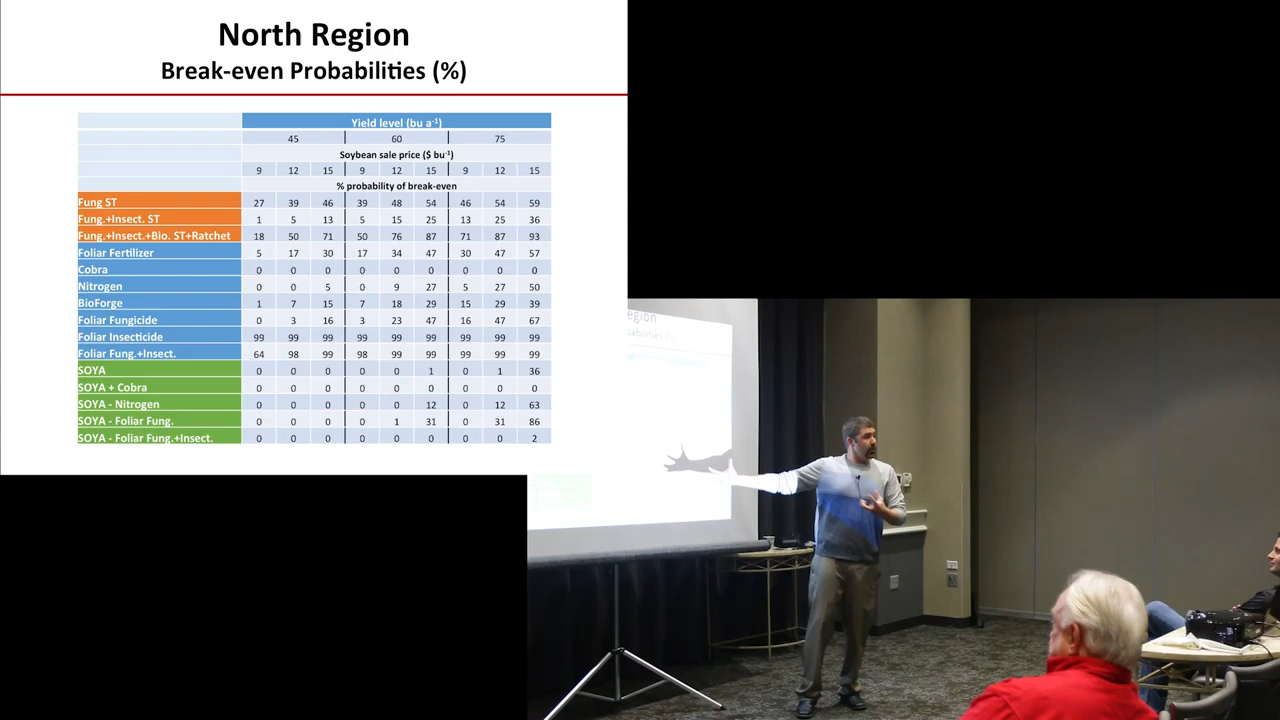 North Region
Break-even Probabilities (%)
Yield level (bu a-1)
45 60 75
Soybean sale price ($ bu-1)
9 12 15 9 12 15 9 12 15
% probability of break-even
Fung ST 27 39 46 39 48 54 46 54 59
Fung.+Insect. ST 1 5 13 5 15 25 13 25 36
Fung.+Insect.+Bio. ST+Ratchet 18 50 71 50 76 87 71 87 93
Foliar Fertilizer 5 17 30 17 34 47 30 47 57
Cobra 0 0 0 0 0 0 0 0 0
Nitrogen 0 0 5 0 9 27 5 27 50
BioForge 1 7 15 7 18 29 15 29 39
Foliar Fungicide 0 3 16 3 23 47 16 47 67
Foliar Insecticide 99 99 99 99 99 99 99 99 99
Foliar Fung.+Insect. 64 98 99 98 99 99 99 99 99
SOYA 0 0 0 0 0 1 0 1 36
SOYA + Cobra 0 0 0 0 0 0 0 0 0
SOYA - Nitrogen 0 0 0 0 0 12 0 12 63
SOYA - Foliar Fung. 0 0 0 0 1 31 0 31 86
SOYA - Foliar Fung.+Insect. 0 0 0 0 0 0 0 0 2
egion